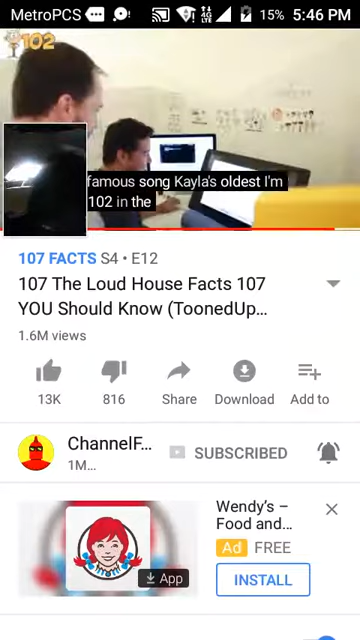 MetroPCS 4G LTE 15% 5:46 PM
102
famous song Kayla's oldest I'm
102 in the
107 FACTS S4 • E12
107 The Loud House Facts 107
YOU Should Know (ToonedUp...
1.6M views
13K 816 Share Download Add to
ChannelF...
1M...
SUBSCRIBED
Wendy's –
Food and...
Ad FREE
App
INSTALL